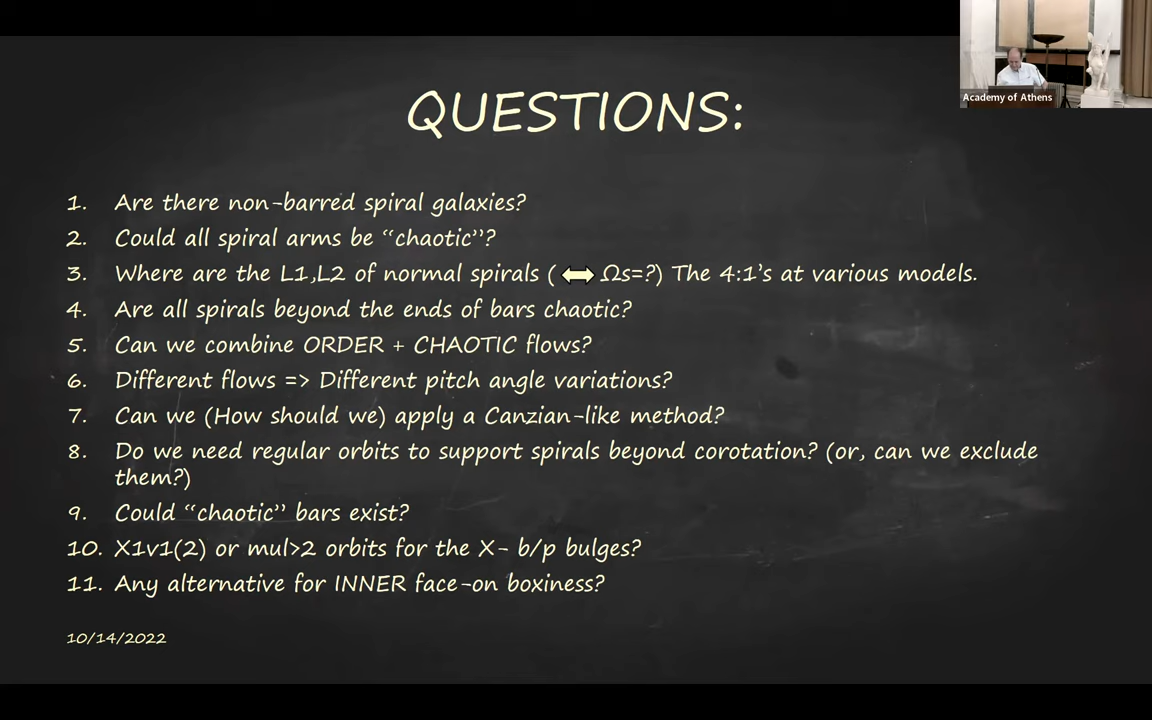 Academy of Athens
QUESTIONS:
1. Are there non-barred spiral galaxies?
2. Could all spiral arms be “chaotic”?
3. Where are the L1,L2 of normal spirals ( ⬌ Ωs=?) The 4:1’s at various models.
4. Are all spirals beyond the ends of bars chaotic?
5. Can we combine ORDER + CHAOTIC flows?
6. Different flows => Different pitch angle variations?
7. Can we (How should we) apply a Canzian-like method?
8. Do we need regular orbits to support spirals beyond corotation? (or, can we exclude
them?)
9. Could “chaotic” bars exist?
10. X1v1(2) or mul>2 orbits for the X- b/p bulges?
11. Any alternative for INNER face-on boxiness?
10/14/2022